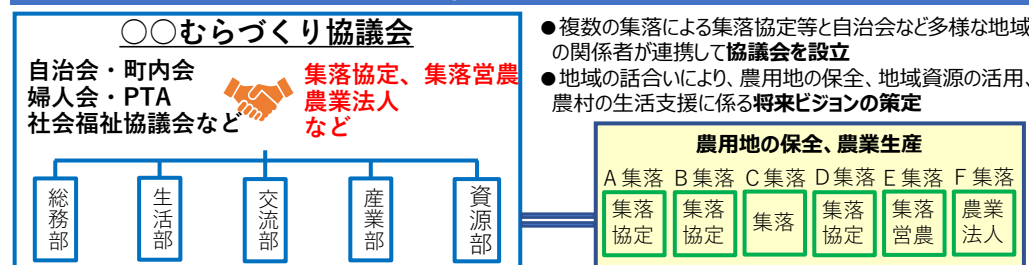 ○○むらづくり協議会
自治会・町内会
婦人会・PTA
社会福祉協議会など
集落協定、集落営農
農業法人
など
総務部
生活部
交流部
産業部
資源部
●複数の集落による集落協定等と自治会など多様な地域
の関係者が連携して協議会を設立
●地域の話合いにより、農用地の保全、地域資源の活用、
農村の生活支援に係る将来ビジョンの策定
農用地の保全、農業生産
A集落 B集落 C集落 D集落 E集落 F集落
集落
協定
集落
協定
集落
集落
協定
集落
営農
農業
法人